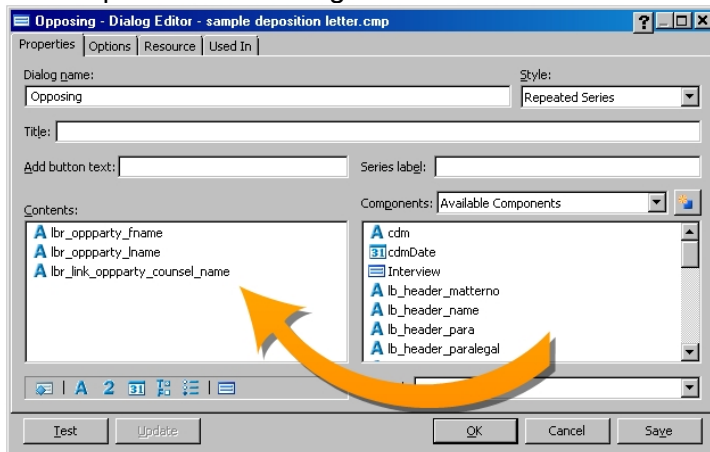 Opposing - Dialog Editor - sample deposition letter.cmp
Properties Options Resource Used In
Dialog name: Style:
Opposing Repeated Series
Title:
Add button text: Series label:
Contents: Components: Available Components
lbr_oppparty_fname
lbr_oppparty_lname
lbr_link_oppparty_counsel_name
cdm
cdmDate
Interview
lb_header_matterno
lb_header_name
lb_header_para
lb_header_paralegal
Test Update OK Cancel Save